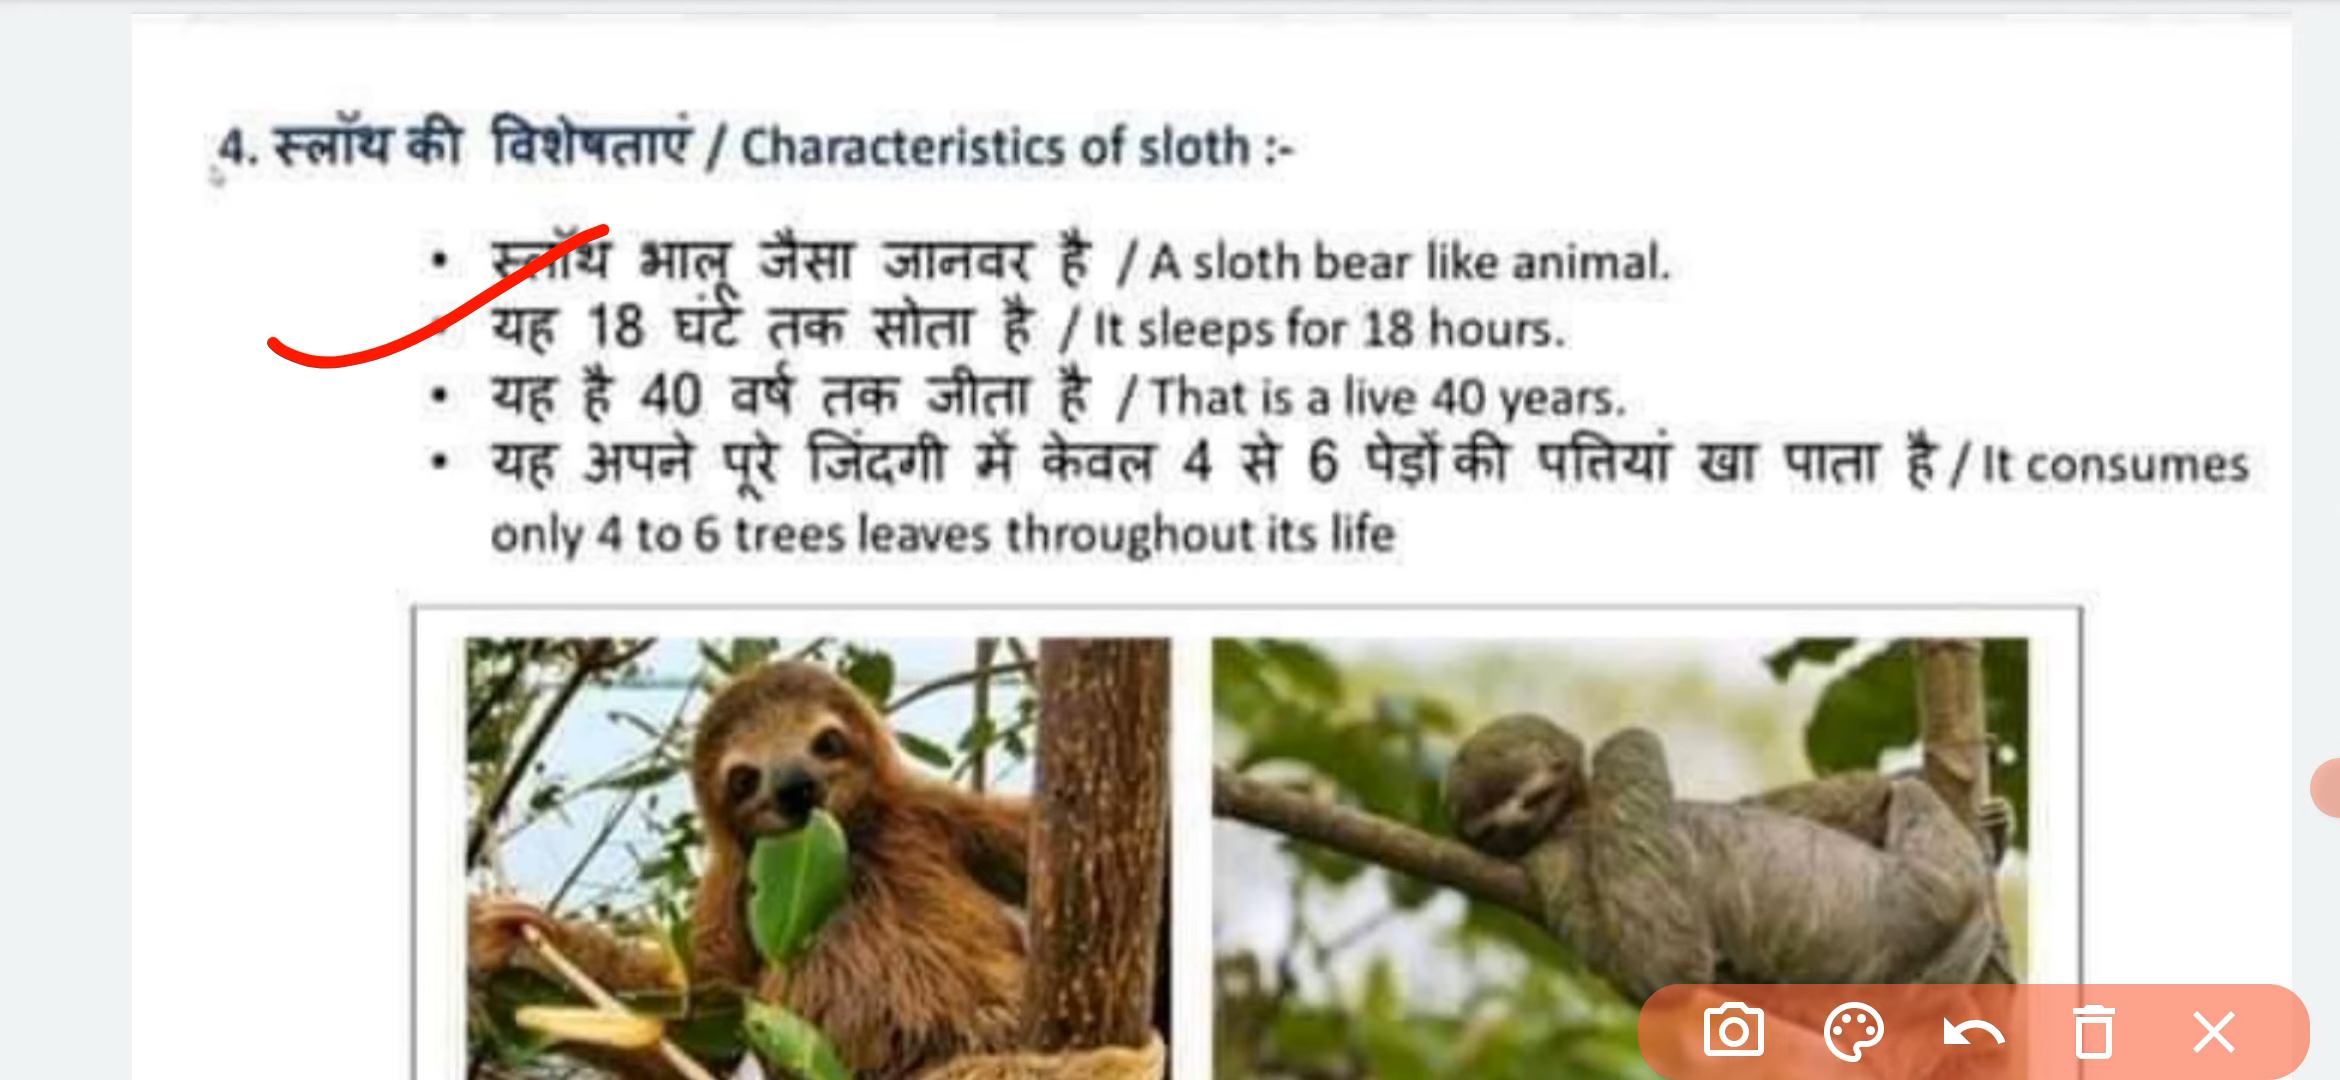 4. स्लॉथ की विशेषताएं / Characteristics of sloth :-
• स्लॉथ भालू जैसा जानवर है / A sloth bear like animal.
• यह 18 घंटे तक सोता है / It sleeps for 18 hours.
• यह है 40 वर्ष तक जीता है / That is a live 40 years.
• यह अपने पूरे जिंदगी में केवल 4 से 6 पेड़ों की पतियां खा पाता है / It consumes
only 4 to 6 trees leaves throughout its life